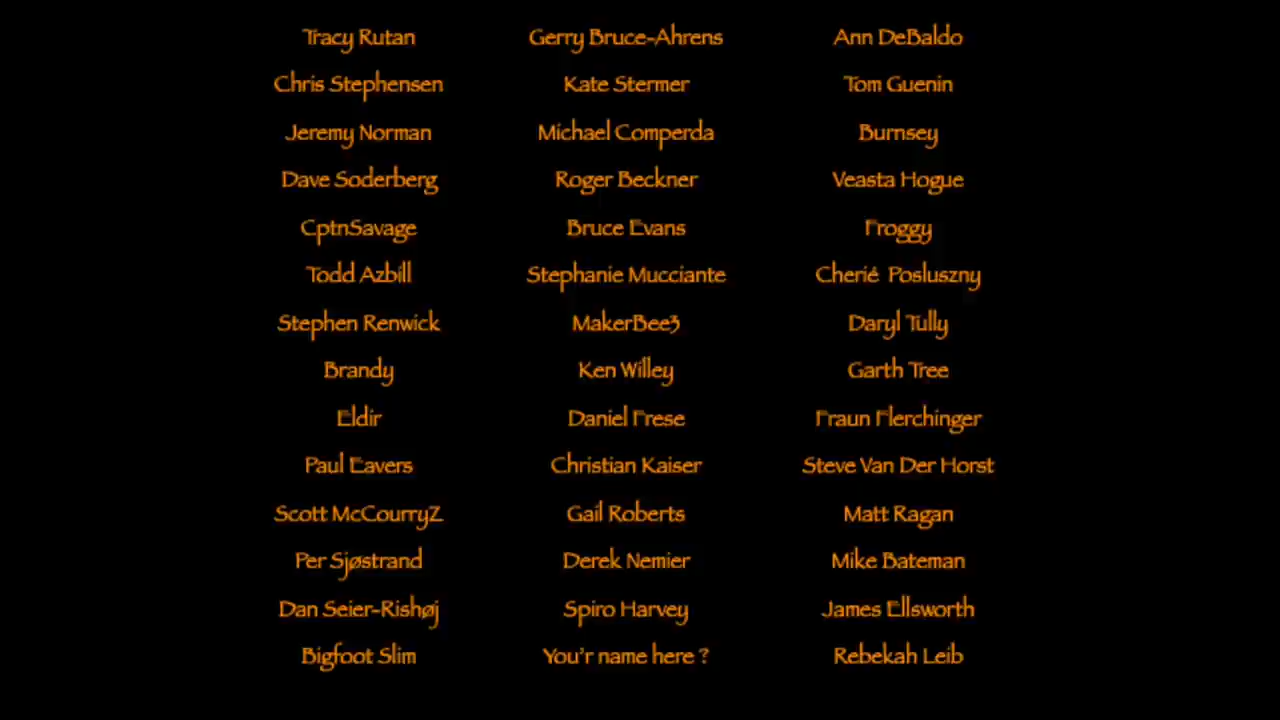 Tracy Rutan Gerry Bruce-Ahrens Ann DeBaldo
Chris Stephensen Kate Stermer Tom Guenin
Jeremy Norman Michael Comperda Burnsey
Dave Soderberg Roger Beckner Veasta Hogue
CptnSavage Bruce Evans Froggy
Todd Azbill Stephanie Mucciante Cherié Posluszny
Stephen Renwick MakerBee3 Daryl Tully
Brandy Ken Willey Garth Tree
Eldir Daniel Frese Fraun Flerchinger
Paul Eavers Christian Kaiser Steve Van Der Horst
Scott McCourryZ Gail Roberts Matt Ragan
Per Sjøstrand Derek Nemier Mike Bateman
Dan Seier-Rishøj Spiro Harvey James Ellsworth
Bigfoot Slim You'r name here ? Rebekah Leib